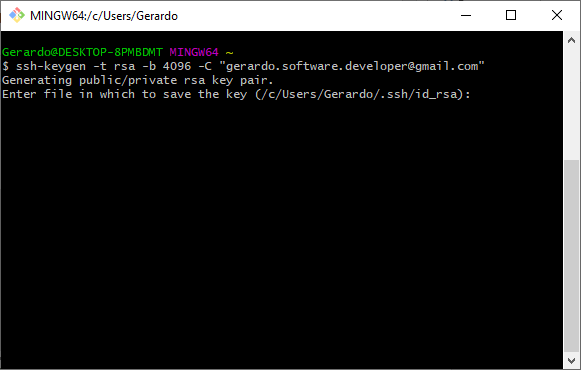 MINGW64:/c/Users/Gerardo
Gerardo@DESKTOP-8PMBDMT MINGW64 ~
$ ssh-keygen -t rsa -b 4096 -C "gerardo.software.developer@gmail.com"
Generating public/private rsa key pair.
Enter file in which to save the key (/c/Users/Gerardo/.ssh/id_rsa):